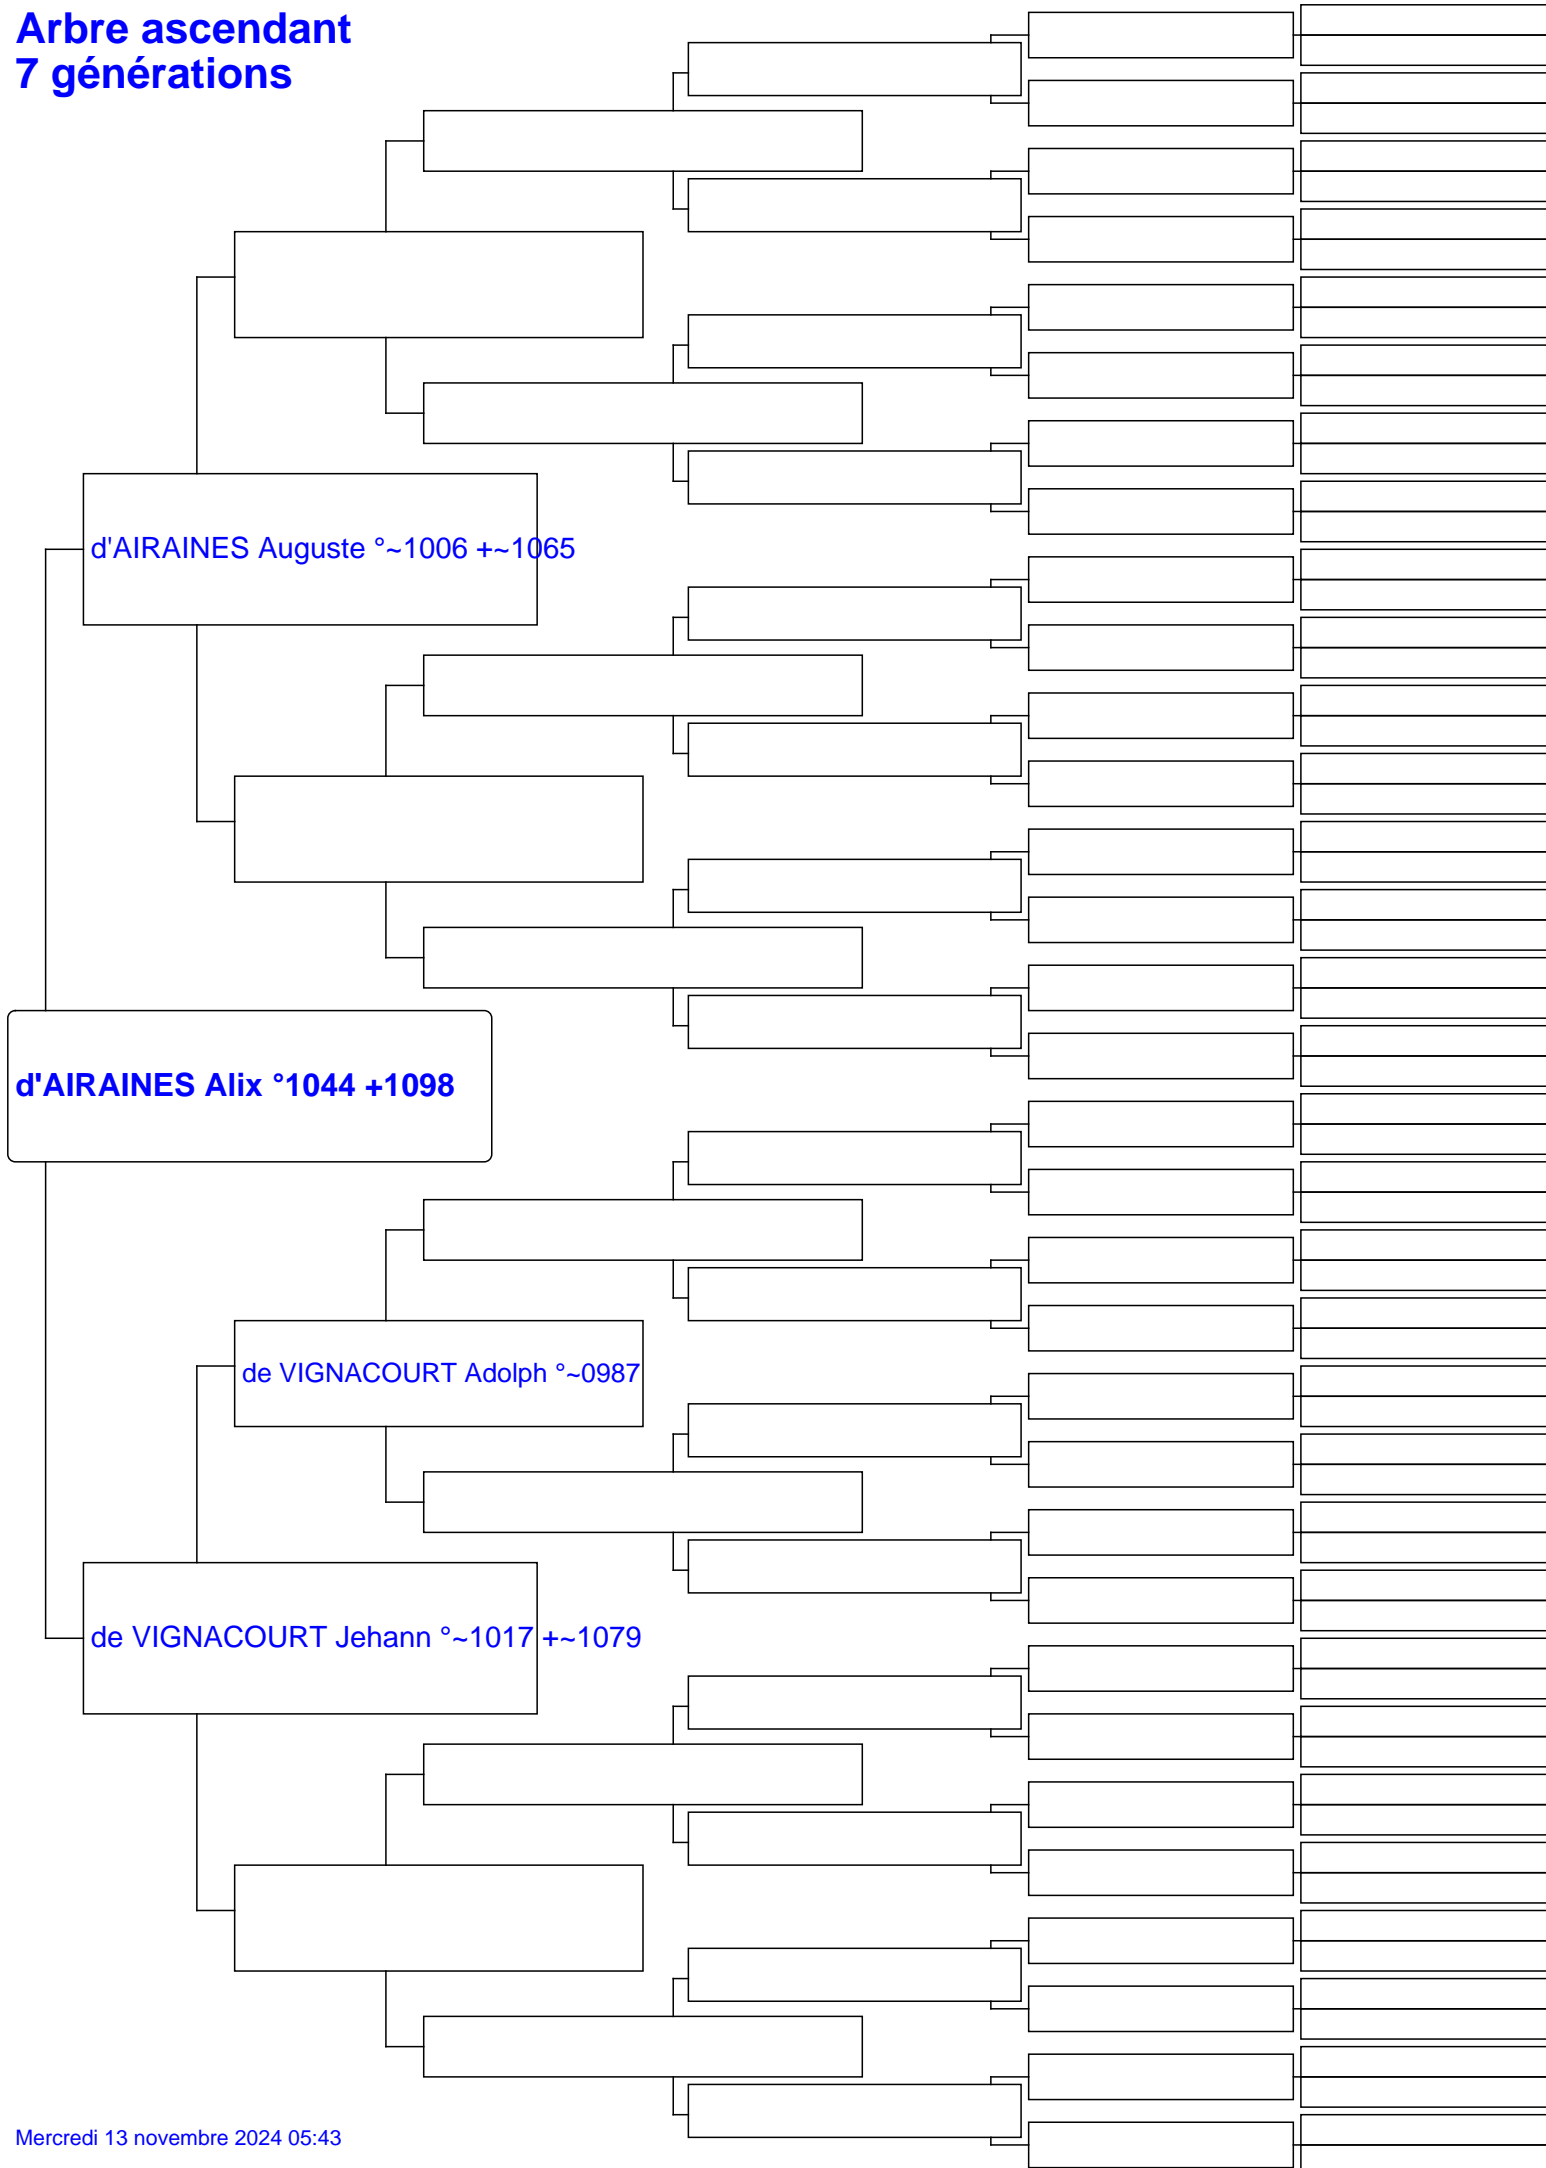 Arbre ascendant
7 générations
d'AIRAINES Auguste °~1006 +~1065
d'AIRAINES Alix °1044 +1098
de VIGNACOURT Adolph °~0987
de VIGNACOURT Jehann °~1017 +~1079
Mercredi 13 novembre 2024 05:43